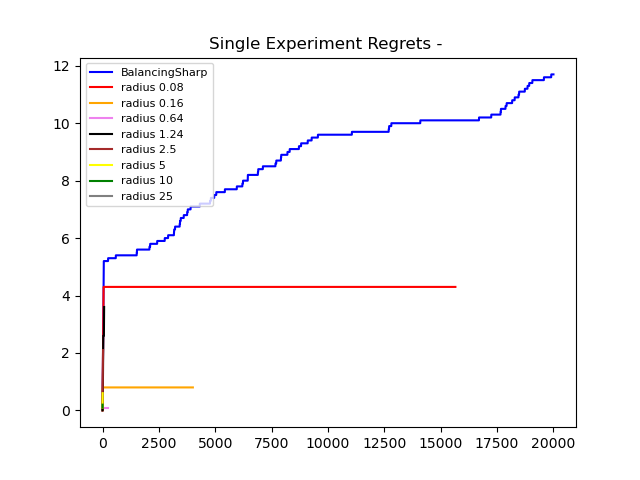 Single Experiment Regrets -
BalancingSharp
radius 0.08
radius 0.16
radius 0.64
radius 1.24
radius 2.5
radius 5
radius 10
radius 25
12
10
8
6
4
2
0
0 2500 5000 7500 10000 12500 15000 17500 20000